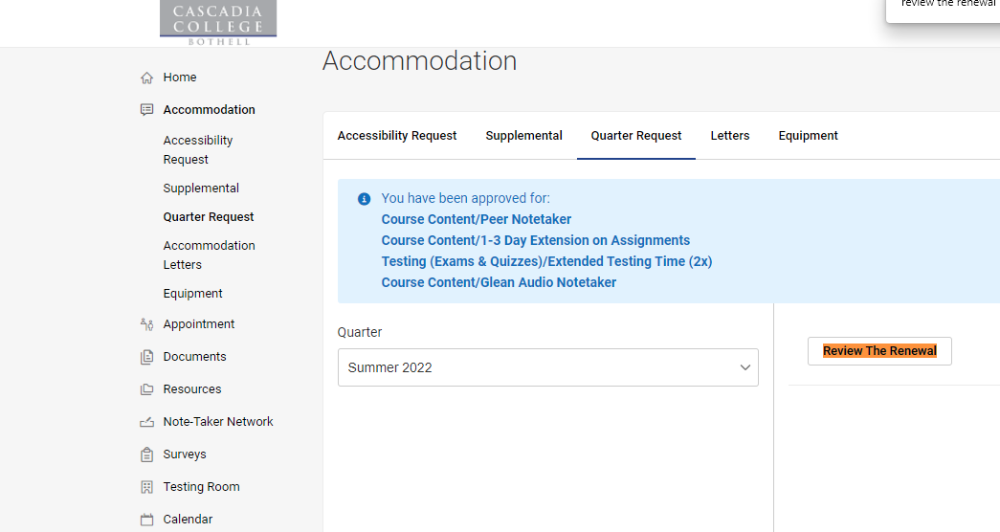 CASCADIA
COLLEGE
BOTHELL
review the renewal
Accommodation
Home
Accommodation
Accessibility
Request
Supplemental
Quarter Request
Accommodation
Letters
Equipment
Appointment
Documents
Resources
Note-Taker Network
Surveys
Testing Room
Calendar
Accessibility Request
Supplemental
Quarter Request
Letters
Equipment
You have been approved for:
Course Content/Peer Notetaker
Course Content/1-3 Day Extension on Assignments
Testing (Exams & Quizzes)/Extended Testing Time (2x)
Course Content/Glean Audio Notetaker
Quarter
Summer 2022
Review The Renewal